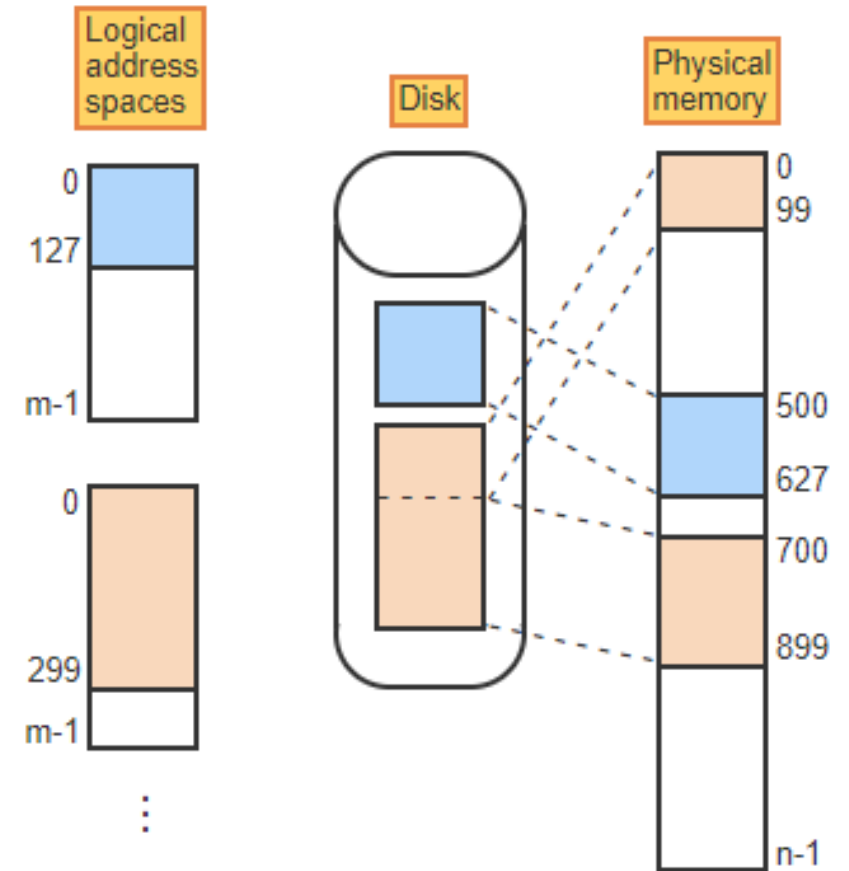 Logical
address
spaces
Disk
Physical
memory
0
127
m-1
0
299
m-1
⋮
0
99
500
627
700
899
n-1